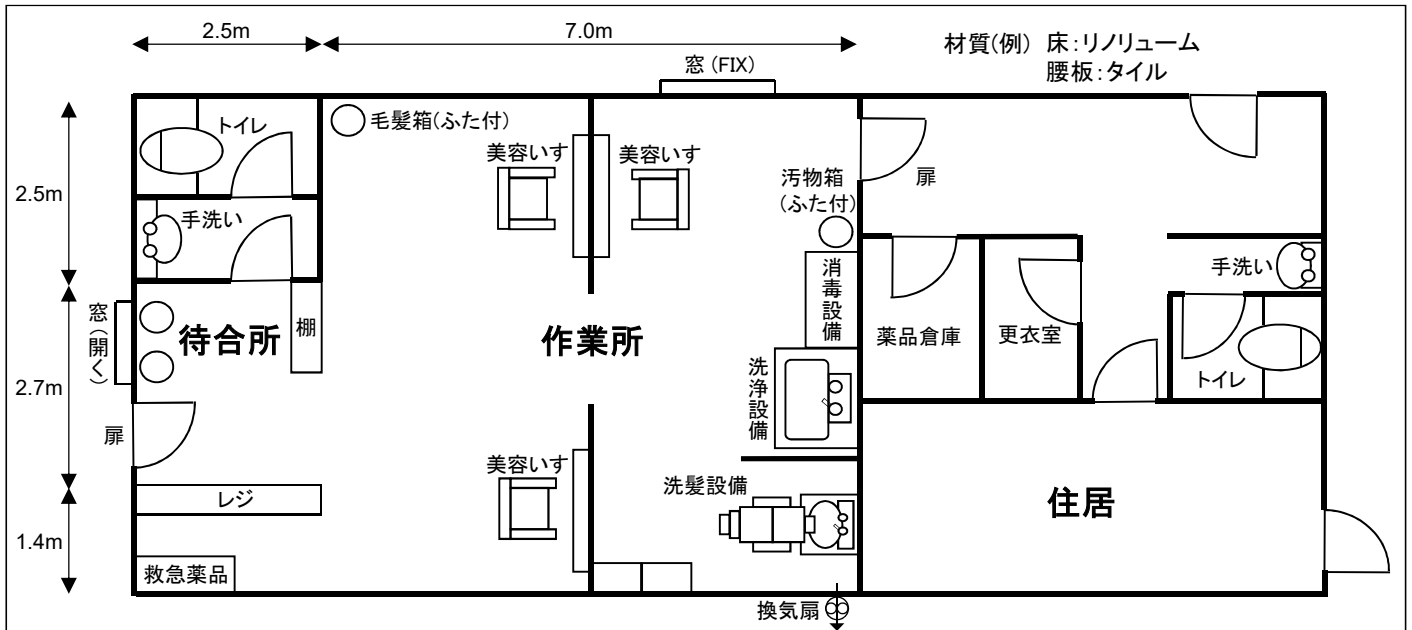 2.5m
7.0m
材質(例) 床:リノリューム
腰板:タイル
窓(FIX)
トイレ
毛髪箱(ふた付)
美容いす
美容いす
汚物箱
(ふた付)
扉
2.5m
手洗い
手洗い
消毒設備
窓(開く)
待合所
棚
作業所
薬品倉庫
更衣室
トイレ
2.7m
洗浄設備
扉
美容いす
洗髪設備
レジ
住居
1.4m
救急薬品
換気扇